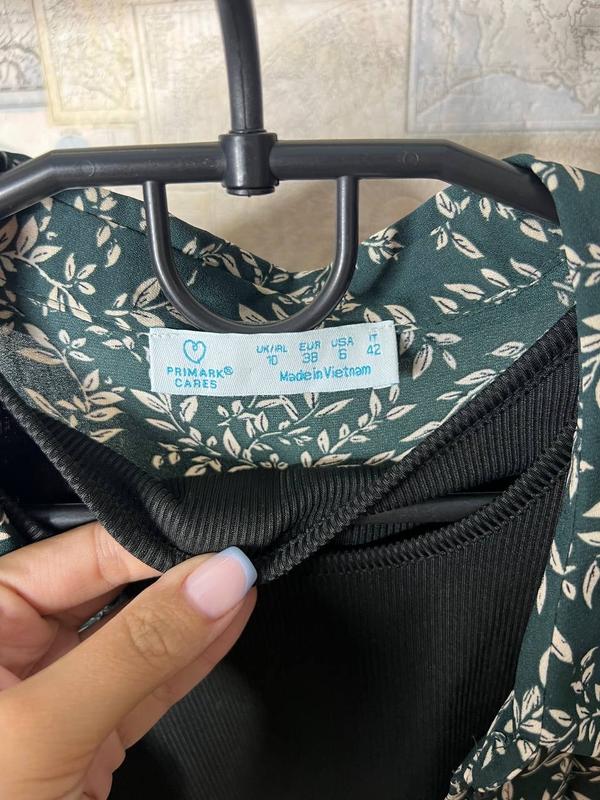 PRIMARK®
CARES
UK/IRL EUR USA IT
10 38 6 42
Made in Vietnam